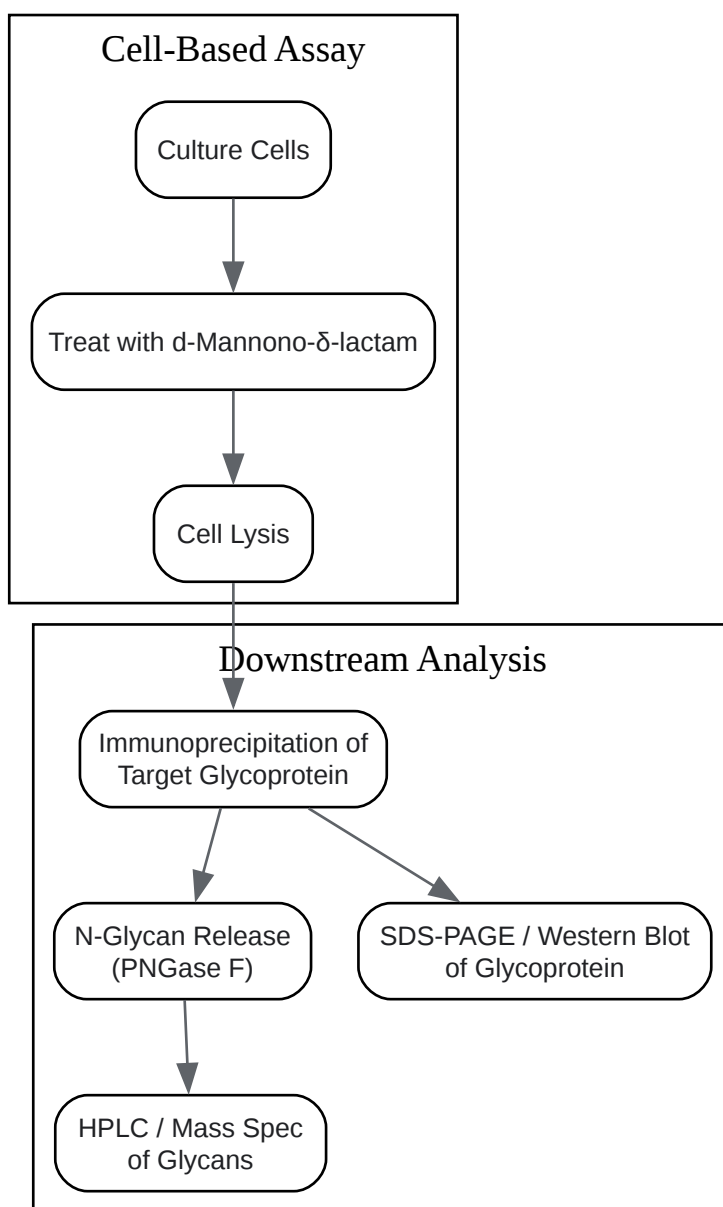 Cell-Based Assay
Culture Cells
Treat with d-Mannono-δ-lactam
Cell Lysis
Downstream Analysis
Immunoprecipitation of
Target Glycoprotein
N-Glycan Release
(PNGase F)
SDS-PAGE / Western Blot
of Glycoprotein
HPLC / Mass Spec
of Glycans